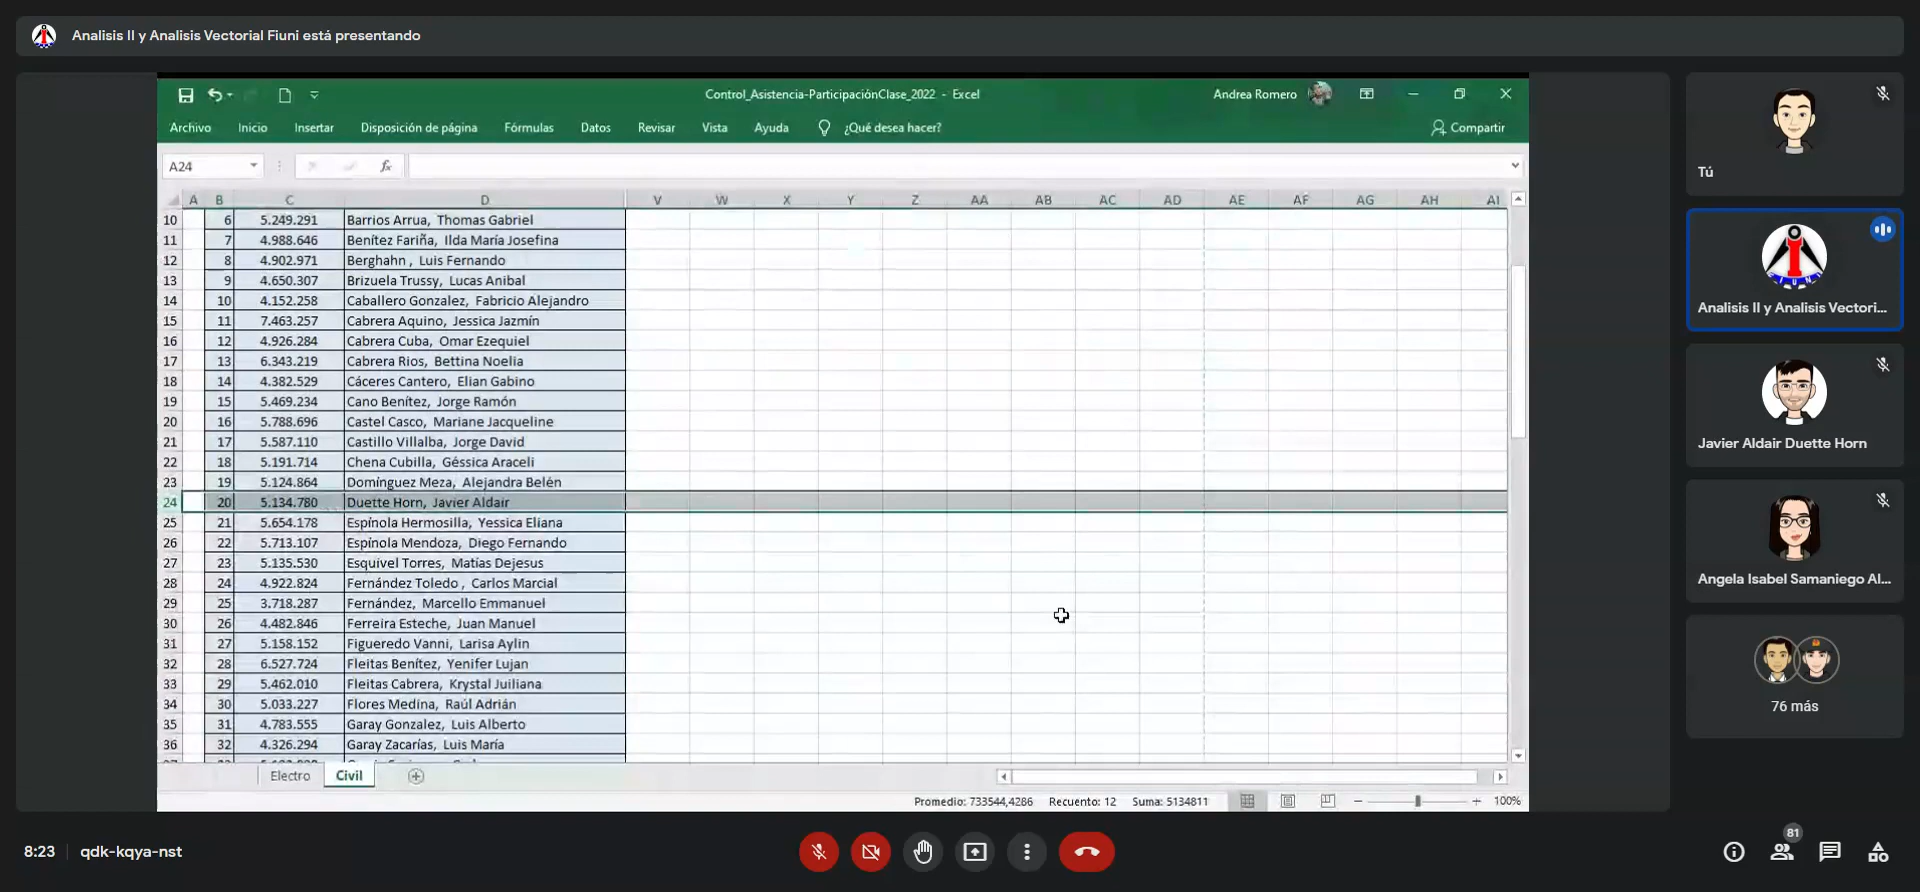 Analisis II y Analisis Vectorial Fiuni está presentando
Control_Asistencia-ParticipaciónClase_2022 - Excel
Andrea Romero
Archivo Inicio Insertar Disposición de página Fórmulas Datos Revisar Vista Ayuda ¿Qué desea hacer? Compartir
A24 fx
A B C D V W X Y Z AA AB AC AD AE AF AG AH AI
10 6 5.249.291 Barrios Arrua, Thomas Gabriel
11 7 4.988.646 Benítez Fariña, Ilda María Josefina
12 8 4.902.971 Berghahn , Luis Fernando
13 9 4.650.307 Brizuela Trussy, Lucas Anibal
14 10 4.152.258 Caballero Gonzalez, Fabricio Alejandro
15 11 7.463.257 Cabrera Aquino, Jessica Jazmín
16 12 4.926.284 Cabrera Cuba, Omar Ezequiel
17 13 6.343.219 Cabrera Rios, Bettina Noelia
18 14 4.382.529 Cáceres Cantero, Elian Gabino
19 15 5.469.234 Cano Benítez, Jorge Ramón
20 16 5.788.696 Castel Casco, Mariane Jacqueline
21 17 5.587.110 Castillo Villalba, Jorge David
22 18 5.191.714 Chena Cubilla, Géssica Araceli
23 19 5.124.864 Domínguez Meza, Alejandra Belén
24 20 5.134.780 Duette Horn, Javier Aldair
25 21 5.654.178 Espínola Hermosilla, Yessica Eliana
26 22 5.713.107 Espínola Mendoza, Diego Fernando
27 23 5.135.530 Esquivel Torres, Matías Dejesus
28 24 4.922.824 Fernández Toledo , Carlos Marcial
29 25 3.718.287 Fernández, Marcello Emmanuel
30 26 4.482.846 Ferreira Esteche, Juan Manuel
31 27 5.158.152 Figueredo Vanni, Larisa Aylin
32 28 6.527.724 Fleitas Benítez, Yenifer Lujan
33 29 5.462.010 Fleitas Cabrera, Krystal Juiliana
34 30 5.033.227 Flores Medina, Raúl Adrián
35 31 4.783.555 Garay Gonzalez, Luis Alberto
36 32 4.326.294 Garay Zacarías, Luis María
Electro Civil
Promedio: 733544,4286 Recuento: 12 Suma: 5134811 100%
Tú
Analisis II y Analisis Vectori...
Javier Aldair Duette Horn
Angela Isabel Samaniego Al...
76 más
8:23 qdk-kqya-nst
81